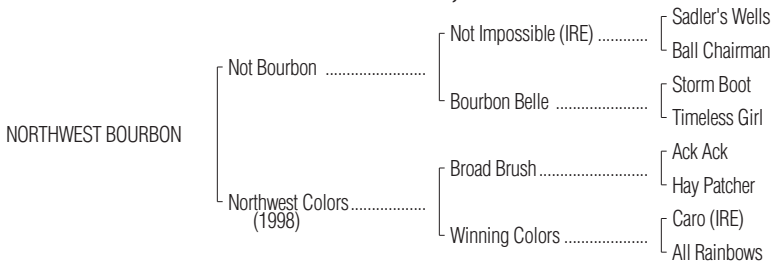 Sadler's Wells
Not Impossible (IRE) ............
Ball Chairman
Not Bourbon ........................
Storm Boot
Bourbon Belle ......................
Timeless Girl
NORTHWEST BOURBON
Ack Ack
Broad Brush..........................
Hay Patcher
Northwest Colors..................
(1998)
Caro (IRE)
Winning Colors ....................
All Rainbows